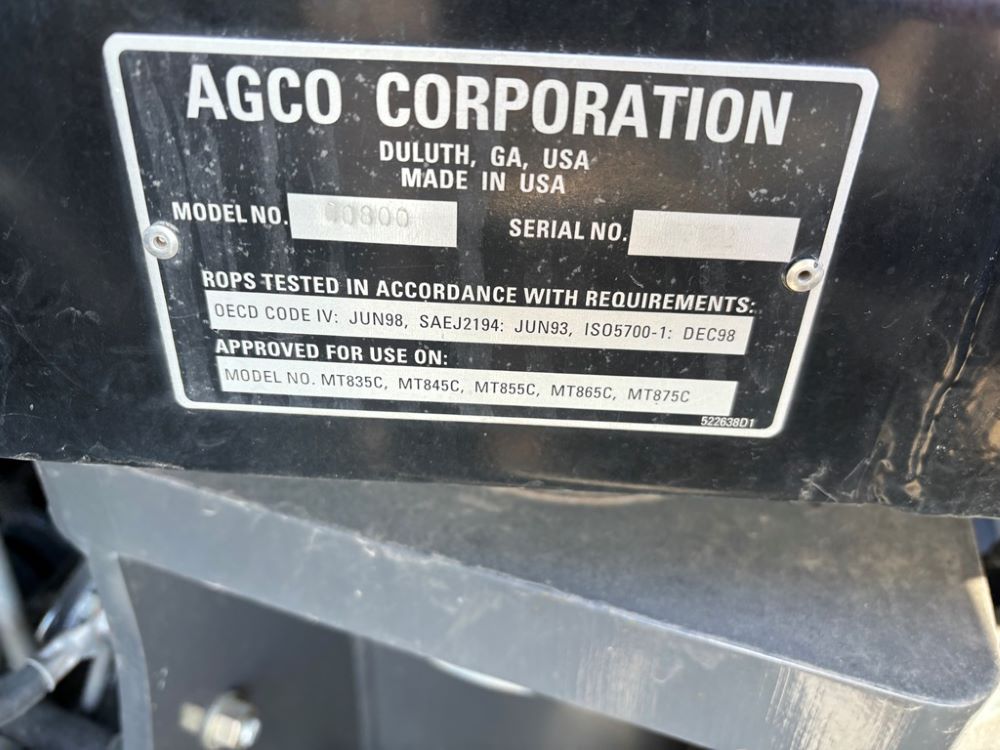 AGCO CORPORATION
DULUTH, GA, USA
MADE IN USA
MODEL NO.
SERIAL NO.
ROPS TESTED IN ACCORDANCE WITH REQUIREMENTS:
OECD CODE IV: JUN98, SAEJ2194: JUN93, ISO5700-1: DEC98
APPROVED FOR USE ON:
MODEL NO. MT835C, MT845C, MT855C, MT865C, MT875C
522638D1